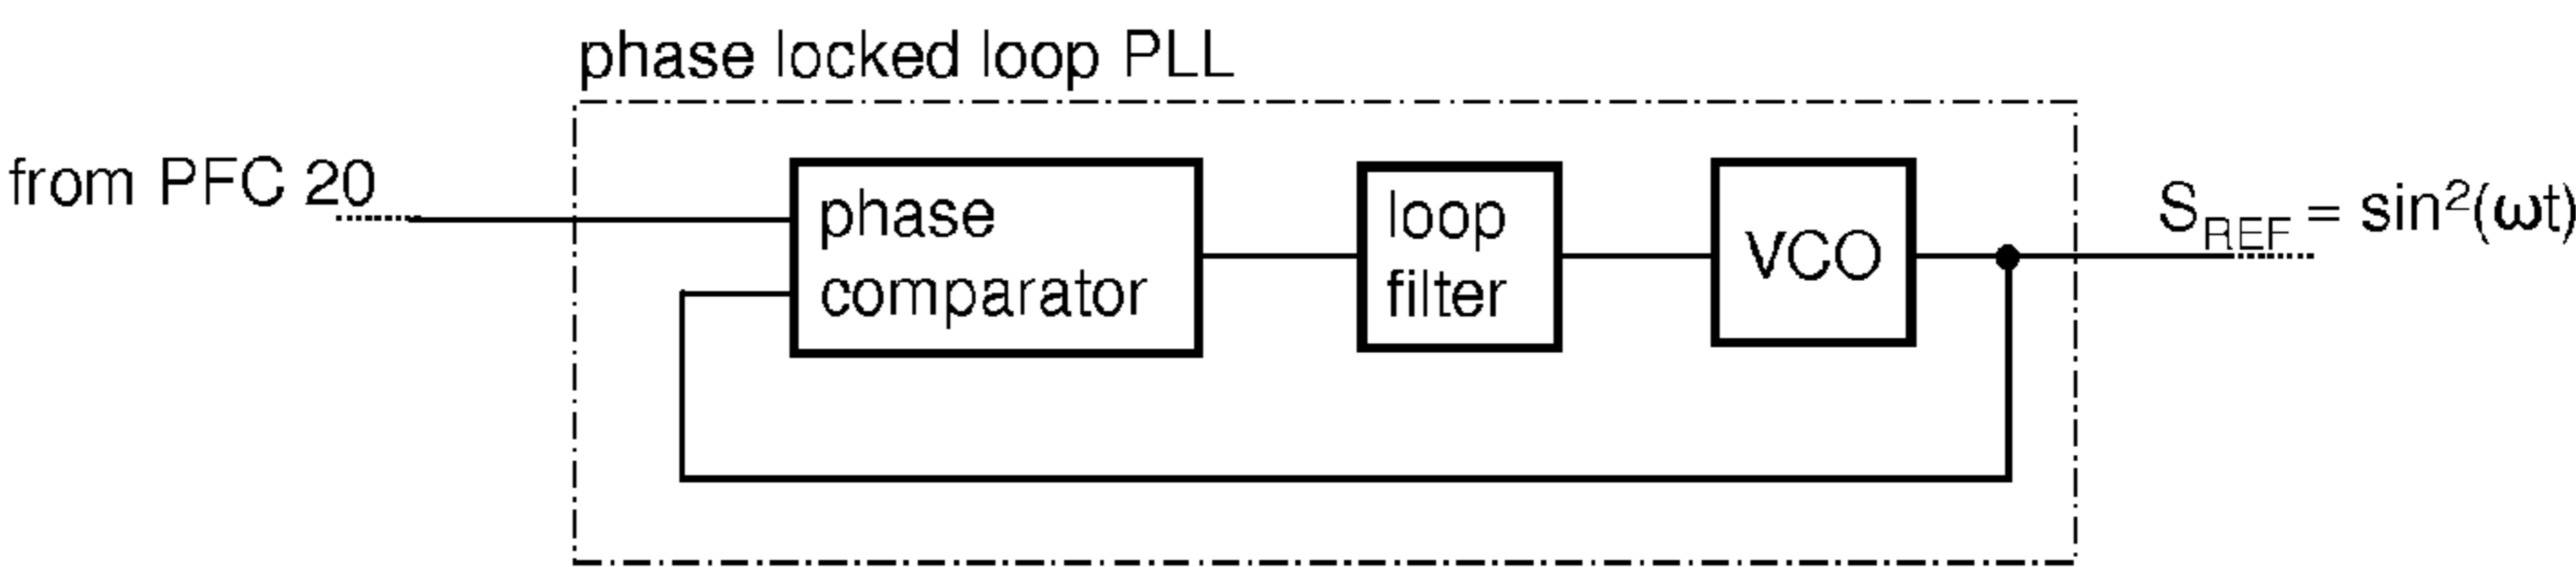 phase locked loop PLL
from PFC 20
phase
comparator
loop
filter
VCO
S_REF = sin²(ωt)